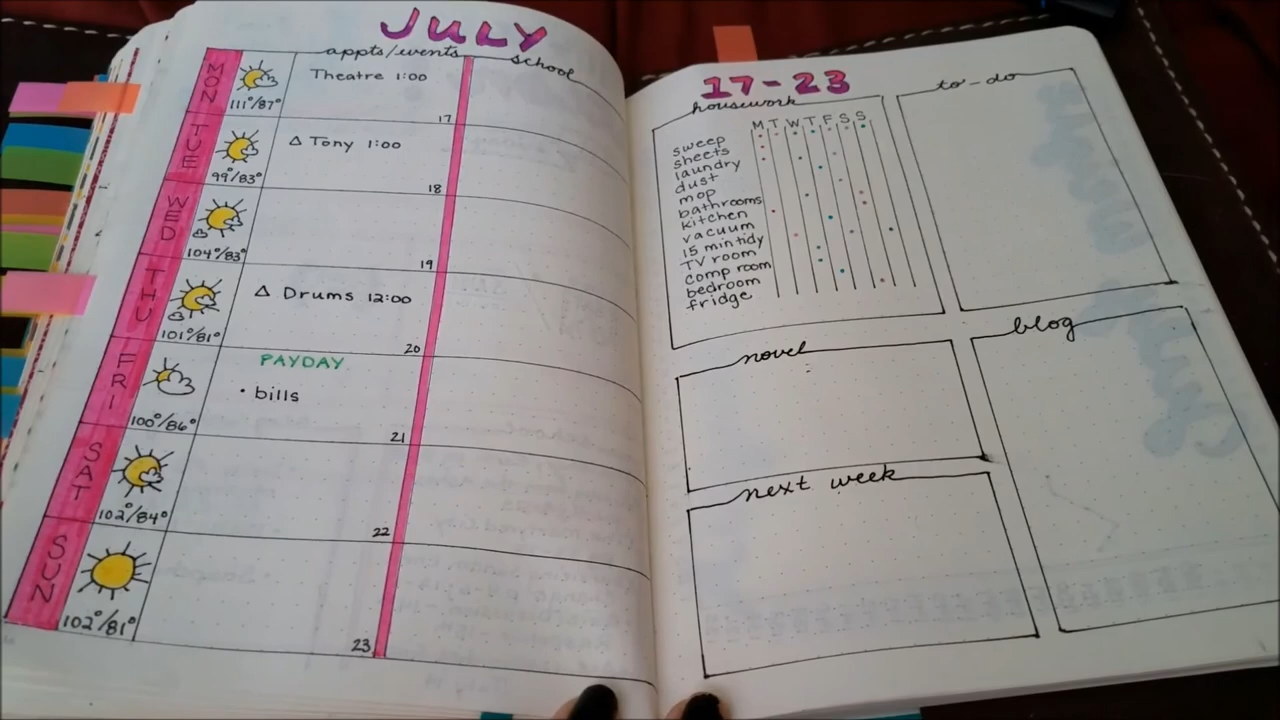 JULY
appts/events
school
MON
111°/87°
Theatre 1:00
17
TUE
99°/83°
Δ Tony 1:00
18
WED
104°/83°
19
THU
101°/81°
Δ Drums 12:00
20
FRI
100°/86°
PAYDAY
• bills
21
SAT
102°/84°
22
SUN
102°/81°
23
17-23
housework
M T W T F S S
sweep
sheets
laundry
dust
mop
bathrooms
kitchen
vacuum
15 min tidy
TV room
comp room
bedroom
fridge
to-do
novel
blog
next week